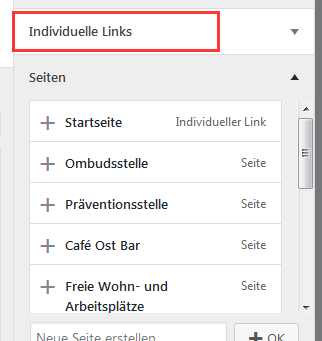 Individuelle Links
Seiten
Startseite Individueller Link
Ombudsstelle Seite
Präventionsstelle Seite
Café Ost Bar Seite
Freie Wohn- und Seite
Arbeitsplätze
Neue Seite erstellen OK